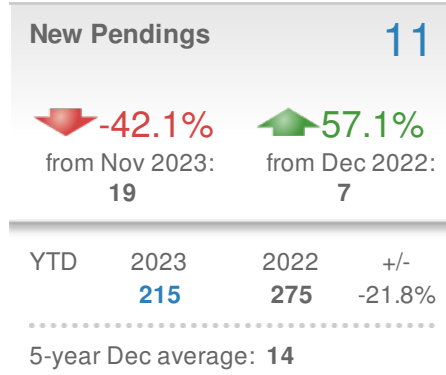 New Pendings 11
-42.1% 57.1%
from Nov 2023: from Dec 2022:
19 7
YTD 2023 2022 +/-
215 275 -21.8%
5-year Dec average: 14